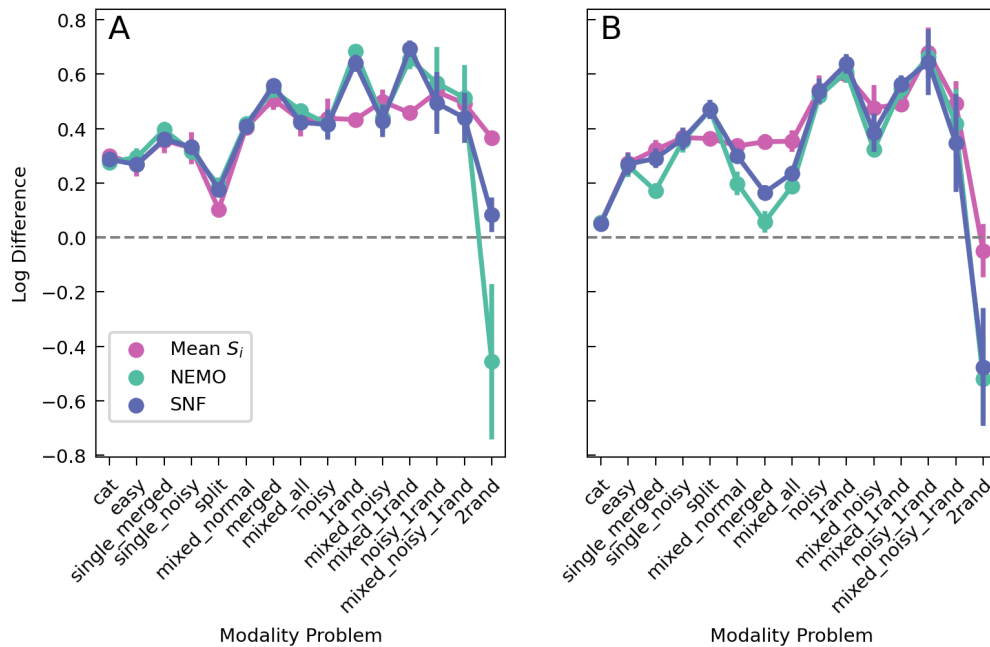 A
B
0.8
0.6
0.4
0.2
0.0
−0.2
−0.4
−0.6
−0.8
Log Difference
Mean S_i
NEMO
SNF
cat
easy
single_merged
single_noisy
split
mixed_normal
merged
mixed_all
noisy
1rand
mixed_noisy
mixed_1rand
noisy_1rand
mixed_noisy_1rand
2rand
Modality Problem
cat
easy
single_merged
single_noisy
split
mixed_normal
merged
mixed_all
noisy
1rand
mixed_noisy
mixed_1rand
noisy_1rand
mixed_noisy_1rand
2rand
Modality Problem